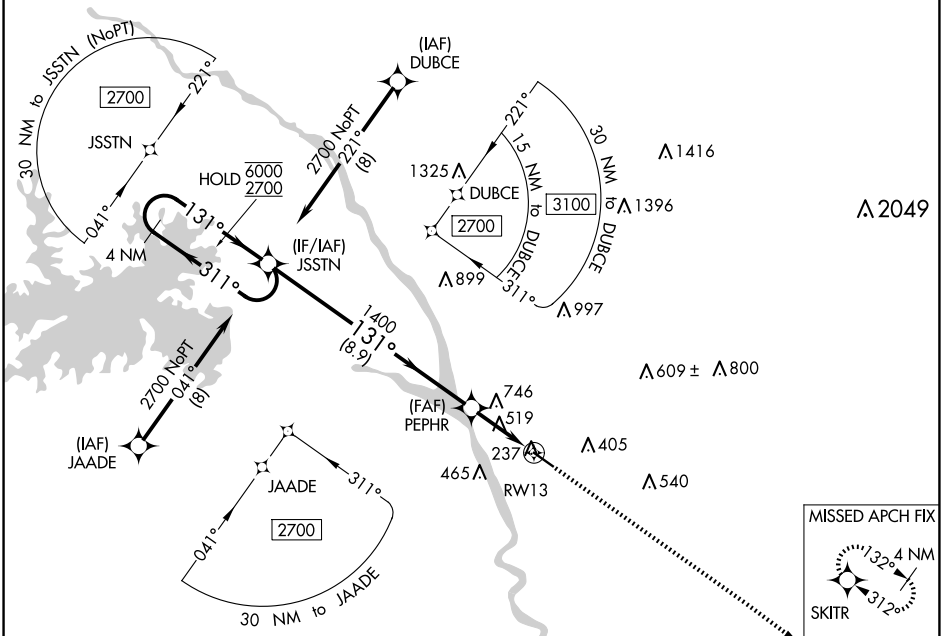 30 NM to JSSTN (NoPT)
2700
221°
JSSTN
041°
(IAF)
DUBCE
2700 NoPT
221°
(8)
HOLD 6000
2700
131°
4 NM
311°
(IF/IAF)
JSSTN
221°
15 NM to DUBCE
30 NM to DUBCE
1325
DUBCE
2700
3100
311°
1416
1396
2049
899
997
1400
131°
(8.9)
2700 NoPT
041°
(8)
(IAF)
JAADE
(FAF)
PEPHR
746
519
237
465
RW13
405
540
609 ±
800
JAADE
311°
041°
2700
30 NM to JAADE
MISSED APCH FIX
132°
4 NM
312°
SKITR